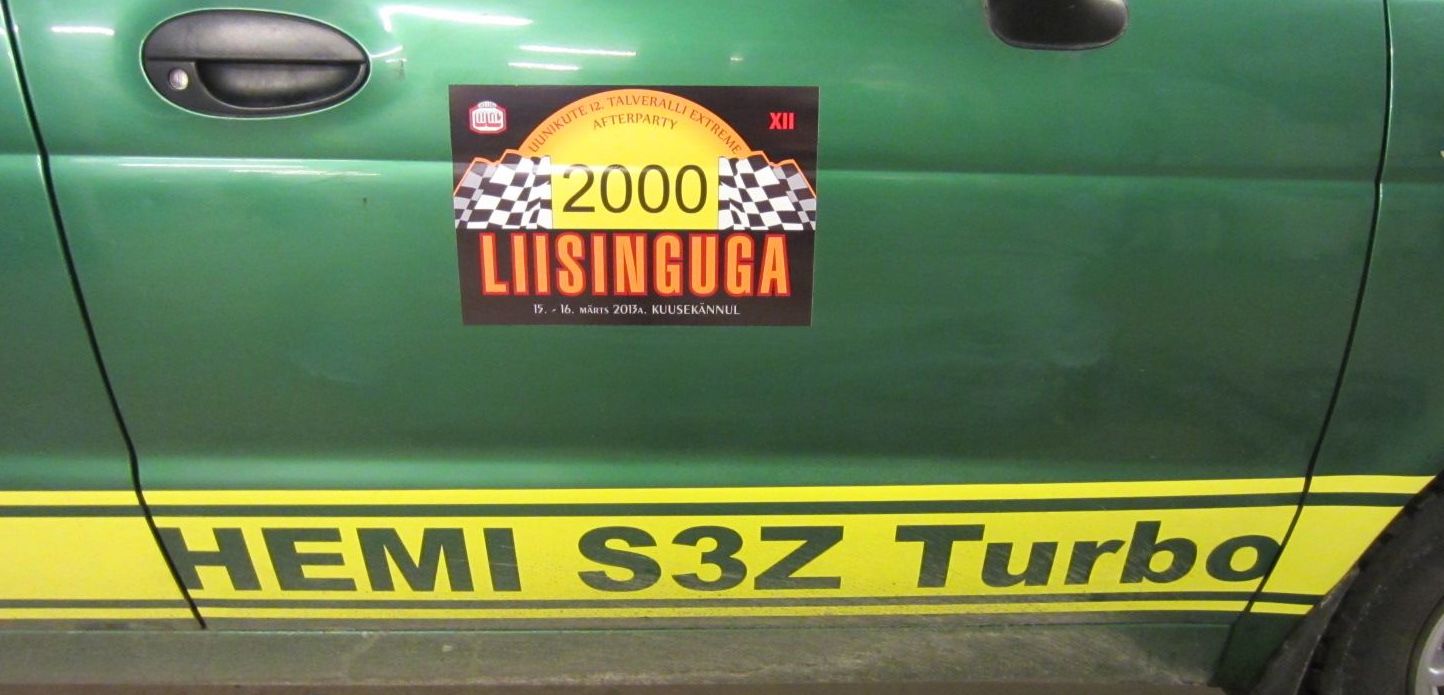 UUNIKUTE 12. TALVERALLI EXTREME
AFTERPARTY
XII
2000
LIISINGUGA
15. - 16. MÄRTS 2013A. KUUSEKÄNNUL
HEMI S3Z Turbo